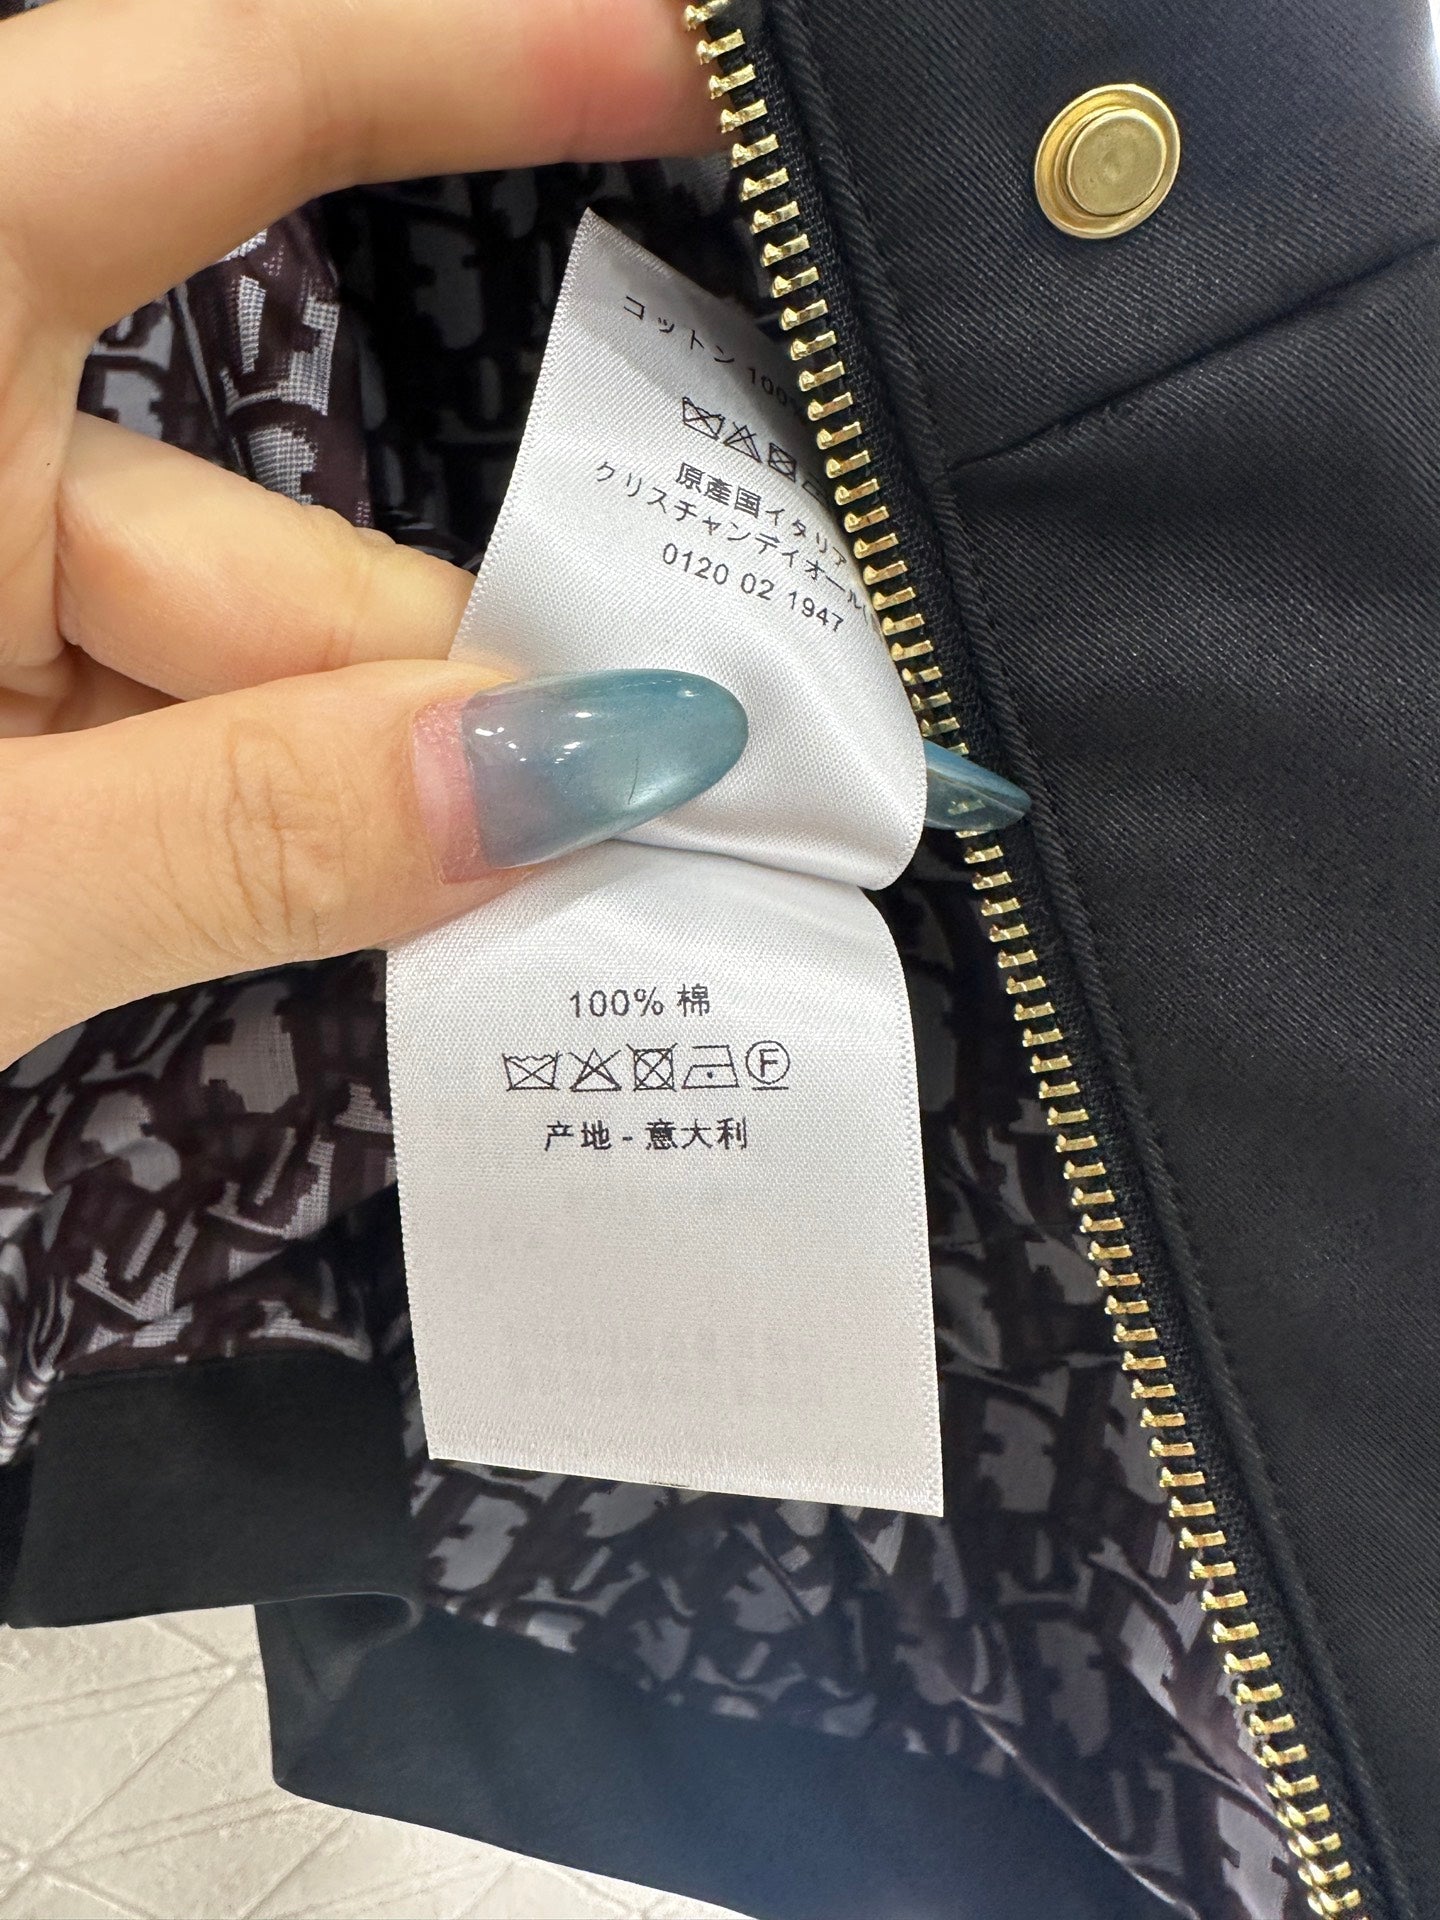 コットン 100%
原産国イタリア
クリスチャンディオール
0120 02 1947
100% 棉
F
产地 - 意大利